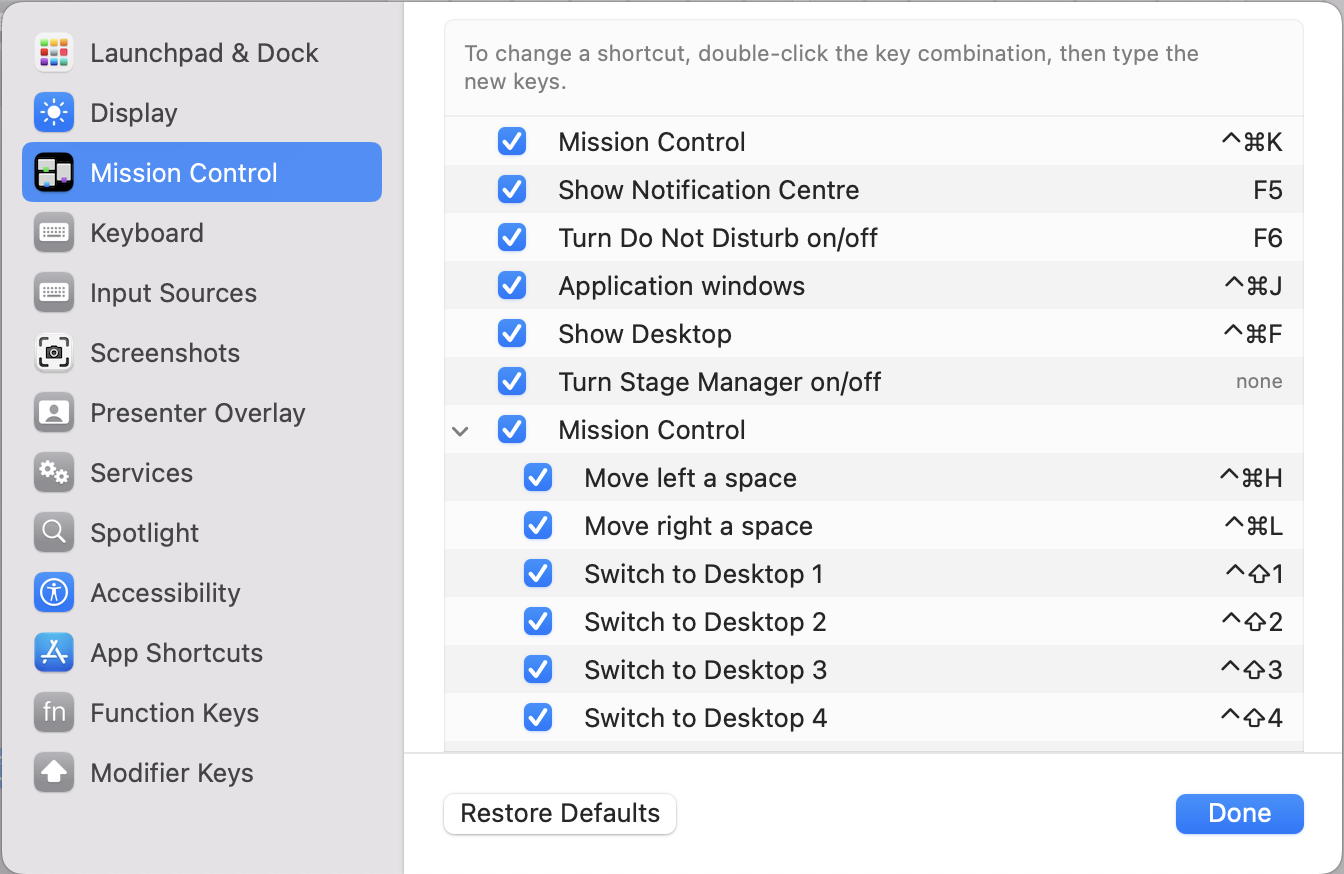 Launchpad & Dock
Display
Mission Control
Keyboard
Input Sources
Screenshots
Presenter Overlay
Services
Spotlight
Accessibility
App Shortcuts
fn Function Keys
Modifier Keys
To change a shortcut, double-click the key combination, then type the
new keys.
Mission Control ^⌘K
Show Notification Centre F5
Turn Do Not Disturb on/off F6
Application windows ^⌘J
Show Desktop ^⌘F
Turn Stage Manager on/off none
Mission Control
Move left a space ^⌘H
Move right a space ^⌘L
Switch to Desktop 1 ^⇧1
Switch to Desktop 2 ^⇧2
Switch to Desktop 3 ^⇧3
Switch to Desktop 4 ^⇧4
Restore Defaults
Done